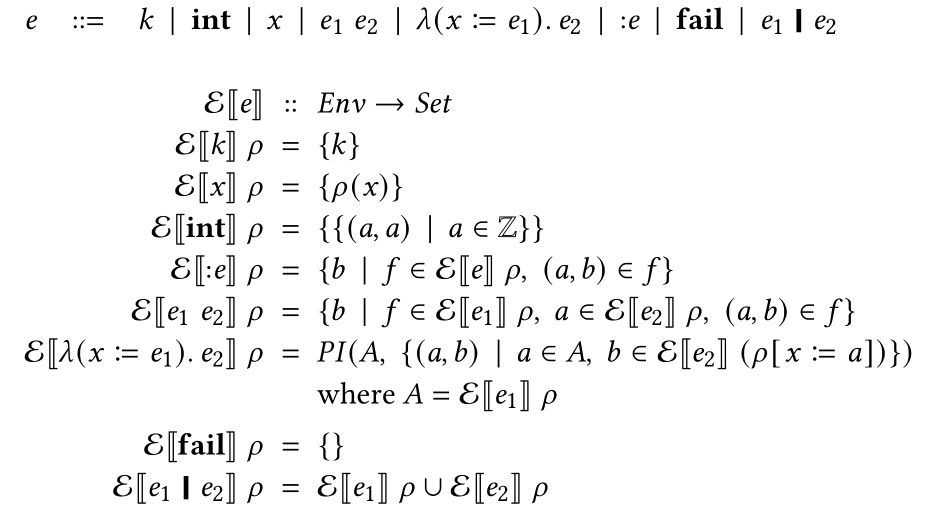 e ::= k | int | x | e₁ e₂ | λ(x := e₁). e₂ | :e | fail | e₁ ❙ e₂
ℰ⟦e⟧ :: Env → Set
ℰ⟦k⟧ ρ = {k}
ℰ⟦x⟧ ρ = {ρ(x)}
ℰ⟦int⟧ ρ = {{(a, a) | a ∈ ℤ}}
ℰ⟦:e⟧ ρ = {b | f ∈ ℰ⟦e⟧ ρ, (a, b) ∈ f}
ℰ⟦e₁ e₂⟧ ρ = {b | f ∈ ℰ⟦e₁⟧ ρ, a ∈ ℰ⟦e₂⟧ ρ, (a, b) ∈ f}
ℰ⟦λ(x := e₁). e₂⟧ ρ = PI(A, {(a, b) | a ∈ A, b ∈ ℰ⟦e₂⟧ (ρ[x := a])})
where A = ℰ⟦e₁⟧ ρ
ℰ⟦fail⟧ ρ = {}
ℰ⟦e₁ ❙ e₂⟧ ρ = ℰ⟦e₁⟧ ρ ∪ ℰ⟦e₂⟧ ρ